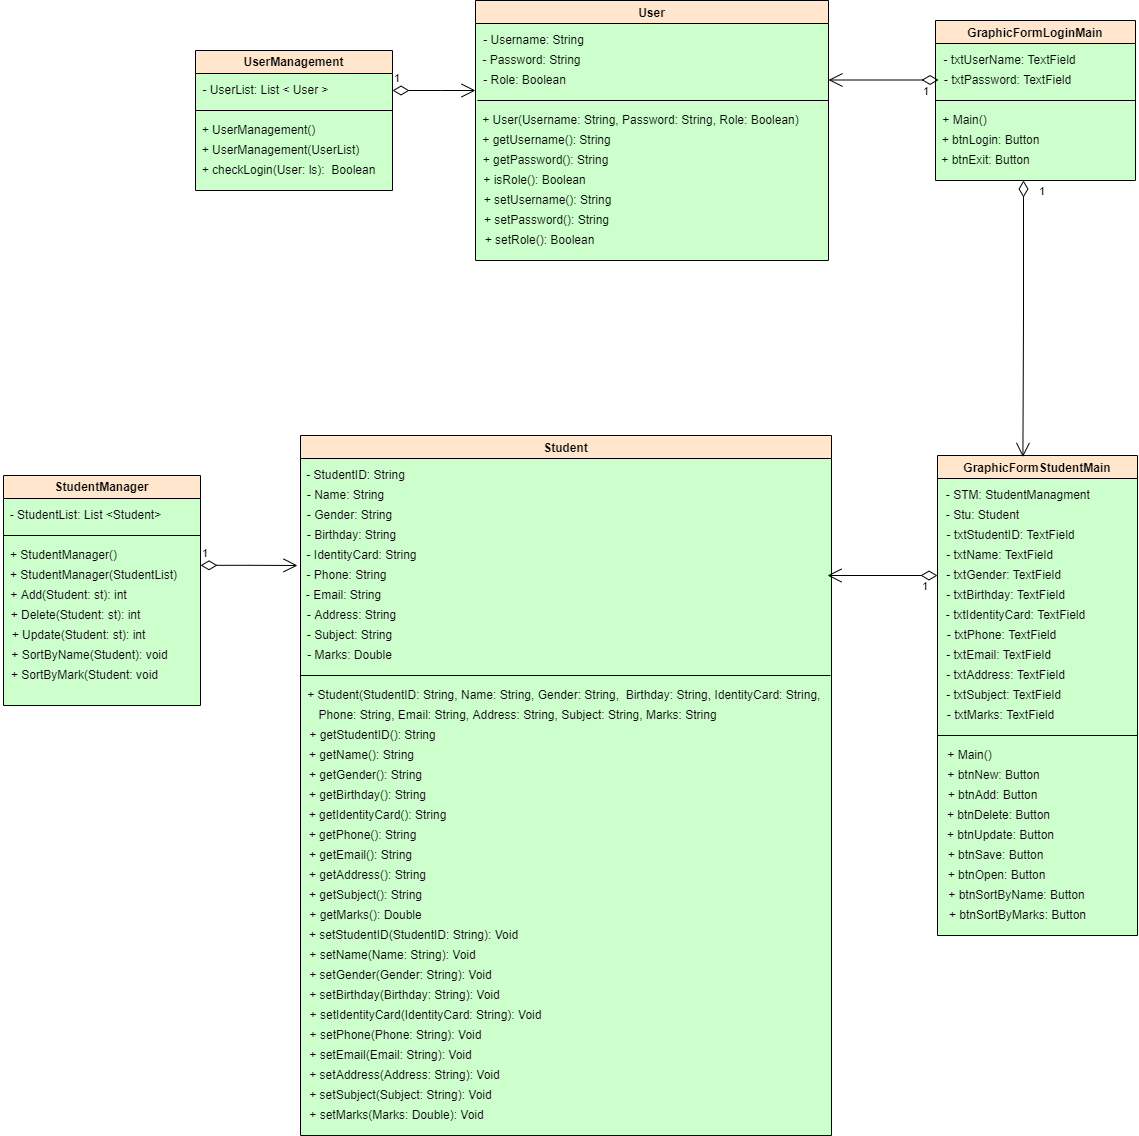 UserManagement
- UserList: List < User >
+ UserManagement()
+ UserManagement(UserList)
+ checkLogin(User: ls):  Boolean
1
User
- Username: String
- Password: String
- Role: Boolean
+ User(Username: String, Password: String, Role: Boolean)
+ getUsername(): String
+ getPassword(): String
+ isRole(): Boolean
+ setUsername(): String
+ setPassword(): String
+ setRole(): Boolean
GraphicFormLoginMain
- txtUserName: TextField
- txtPassword: TextField
+ Main()
+ btnLogin: Button
+ btnExit: Button
1
1
StudentManager
- StudentList: List <Student>
+ StudentManager()
+ StudentManager(StudentList)
+ Add(Student: st): int
+ Delete(Student: st): int
+ Update(Student: st): int
+ SortByName(Student): void
+ SortByMark(Student: void
1
Student
- StudentID: String
- Name: String
- Gender: String
- Birthday: String
- IdentityCard: String
- Phone: String
- Email: String
- Address: String
- Subject: String
- Marks: Double
+ Student(StudentID: String, Name: String, Gender: String,  Birthday: String, IdentityCard: String,
Phone: String, Email: String, Address: String, Subject: String, Marks: String
+ getStudentID(): String
+ getName(): String
+ getGender(): String
+ getBirthday(): String
+ getIdentityCard(): String
+ getPhone(): String
+ getEmail(): String
+ getAddress(): String
+ getSubject(): String
+ getMarks(): Double
+ setStudentID(StudentID: String): Void
+ setName(Name: String): Void
+ setGender(Gender: String): Void
+ setBirthday(Birthday: String): Void
+ setIdentityCard(IdentityCard: String): Void
+ setPhone(Phone: String): Void
+ setEmail(Email: String): Void
+ setAddress(Address: String): Void
+ setSubject(Subject: String): Void
+ setMarks(Marks: Double): Void
GraphicFormStudentMain
- STM: StudentManagment
- Stu: Student
- txtStudentID: TextField
- txtName: TextField
- txtGender: TextField
- txtBirthday: TextField
- txtIdentityCard: TextField
- txtPhone: TextField
- txtEmail: TextField
- txtAddress: TextField
- txtSubject: TextField
- txtMarks: TextField
+ Main()
+ btnNew: Button
+ btnAdd: Button
+ btnDelete: Button
+ btnUpdate: Button
+ btnSave: Button
+ btnOpen: Button
+ btnSortByName: Button
+ btnSortByMarks: Button
1